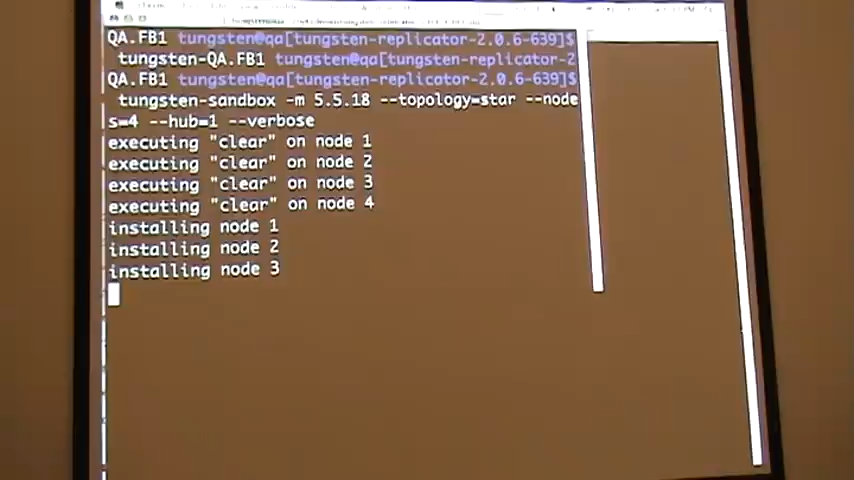 QA.FB1 tungsten@qa[tungsten-replicator-2.0.6-639]$
tungsten-QA.FB1 tungsten@qa[tungsten-replicator-2
QA.FB1 tungsten@qa[tungsten-replicator-2.0.6-639]$
tungsten-sandbox -m 5.5.18 --topology=star --node
s=4 --hub=1 --verbose
executing "clear" on node 1
executing "clear" on node 2
executing "clear" on node 3
executing "clear" on node 4
installing node 1
installing node 2
installing node 3